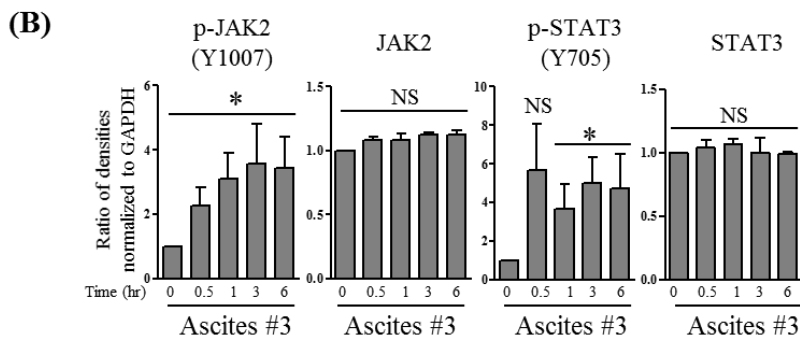 (B)
p-JAK2
(Y1007)
JAK2
p-STAT3
(Y705)
STAT3
Ratio of densities
normalized to GAPDH
6
4
2
0
*
1.5
1.0
0.5
0.0
NS
10
8
6
4
2
0
NS
*
1.5
1.0
0.5
0.0
NS
Time (hr) 0 0.5 1 3 6
0 0.5 1 3 6
0 0.5 1 3 6
0 0.5 1 3 6
Ascites #3
Ascites #3
Ascites #3
Ascites #3